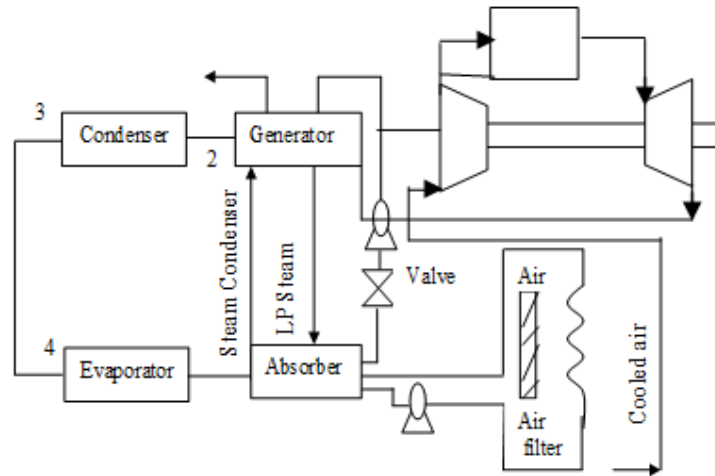 3
Condenser
2
Generator
Steam Condenser
LP Steam
Valve
Air
Air
filter
Cooled air
4
Evaporator
Absorber